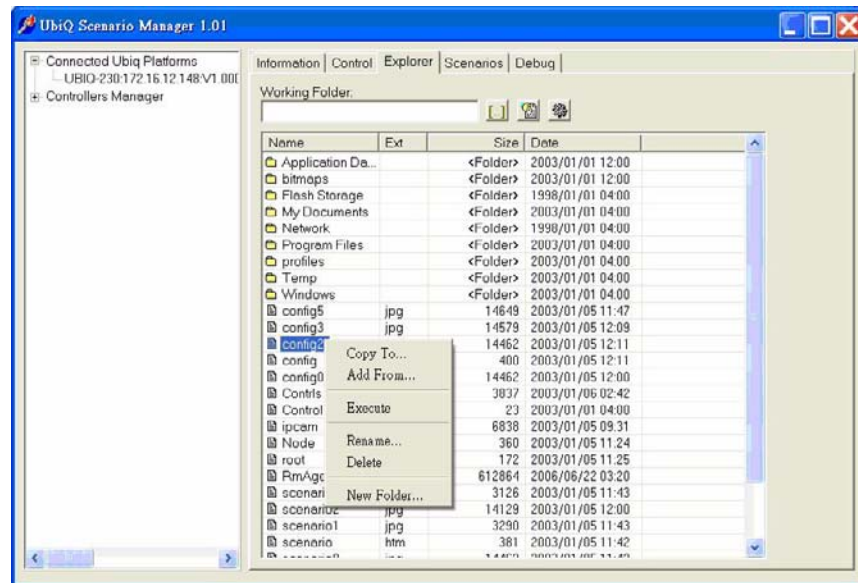 UbiQ Scenario Manager 1.01
Connected Ubiq Platforms
UBIQ-230:172.16.12.148:V1.00
Controllers Manager
Information Control Explorer Scenarios Debug
Working Folder:
Name Ext Size Date
Application Da... <Folder> 2003/01/01 12:00
bitmaps <Folder> 2003/01/01 12:00
Flash Storage <Folder> 1998/01/01 04:00
My Documents <Folder> 2003/01/01 04:00
Network <Folder> 1998/01/01 04:00
Program Files <Folder> 2003/01/01 04:00
profiles <Folder> 2003/01/01 04:00
Temp <Folder> 2003/01/01 04:00
Windows <Folder> 2003/01/01 04:00
config5 jpg 14649 2003/01/05 11:47
config3 jpg 14579 2003/01/05 12:09
config2 14462 2003/01/05 12:11
config 400 2003/01/05 12:11
config0 14462 2003/01/05 12:00
Contrls 3837 2003/01/06 02:42
Control 23 2003/01/01 04:00
ipcam 6838 2003/01/05 09:31
Node 360 2003/01/05 11:24
root 172 2003/01/05 11:25
RmAge 612864 2006/06/22 03:20
scenari 3126 2003/01/05 11:43
scenario2 jpg 14129 2003/01/05 12:00
scenario1 jpg 3290 2003/01/05 11:43
scenario htm 381 2003/01/05 11:42
Copy To...
Add From...
Execute
Rename...
Delete
New Folder...